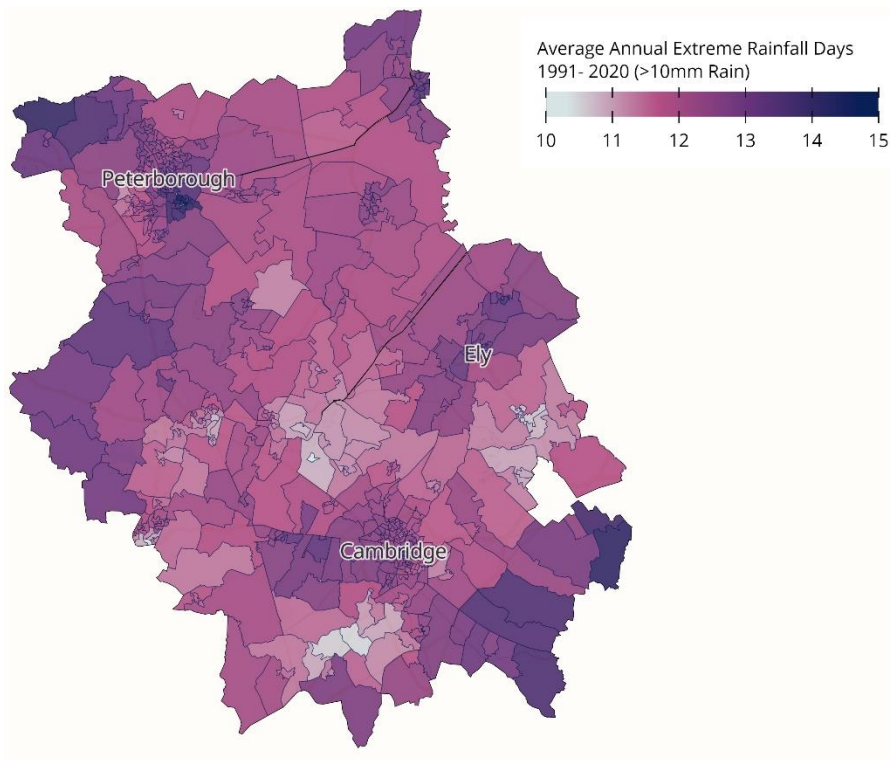 Average Annual Extreme Rainfall Days
1991- 2020 (>10mm Rain)
10 11 12 13 14 15
Peterborough
Ely
Cambridge